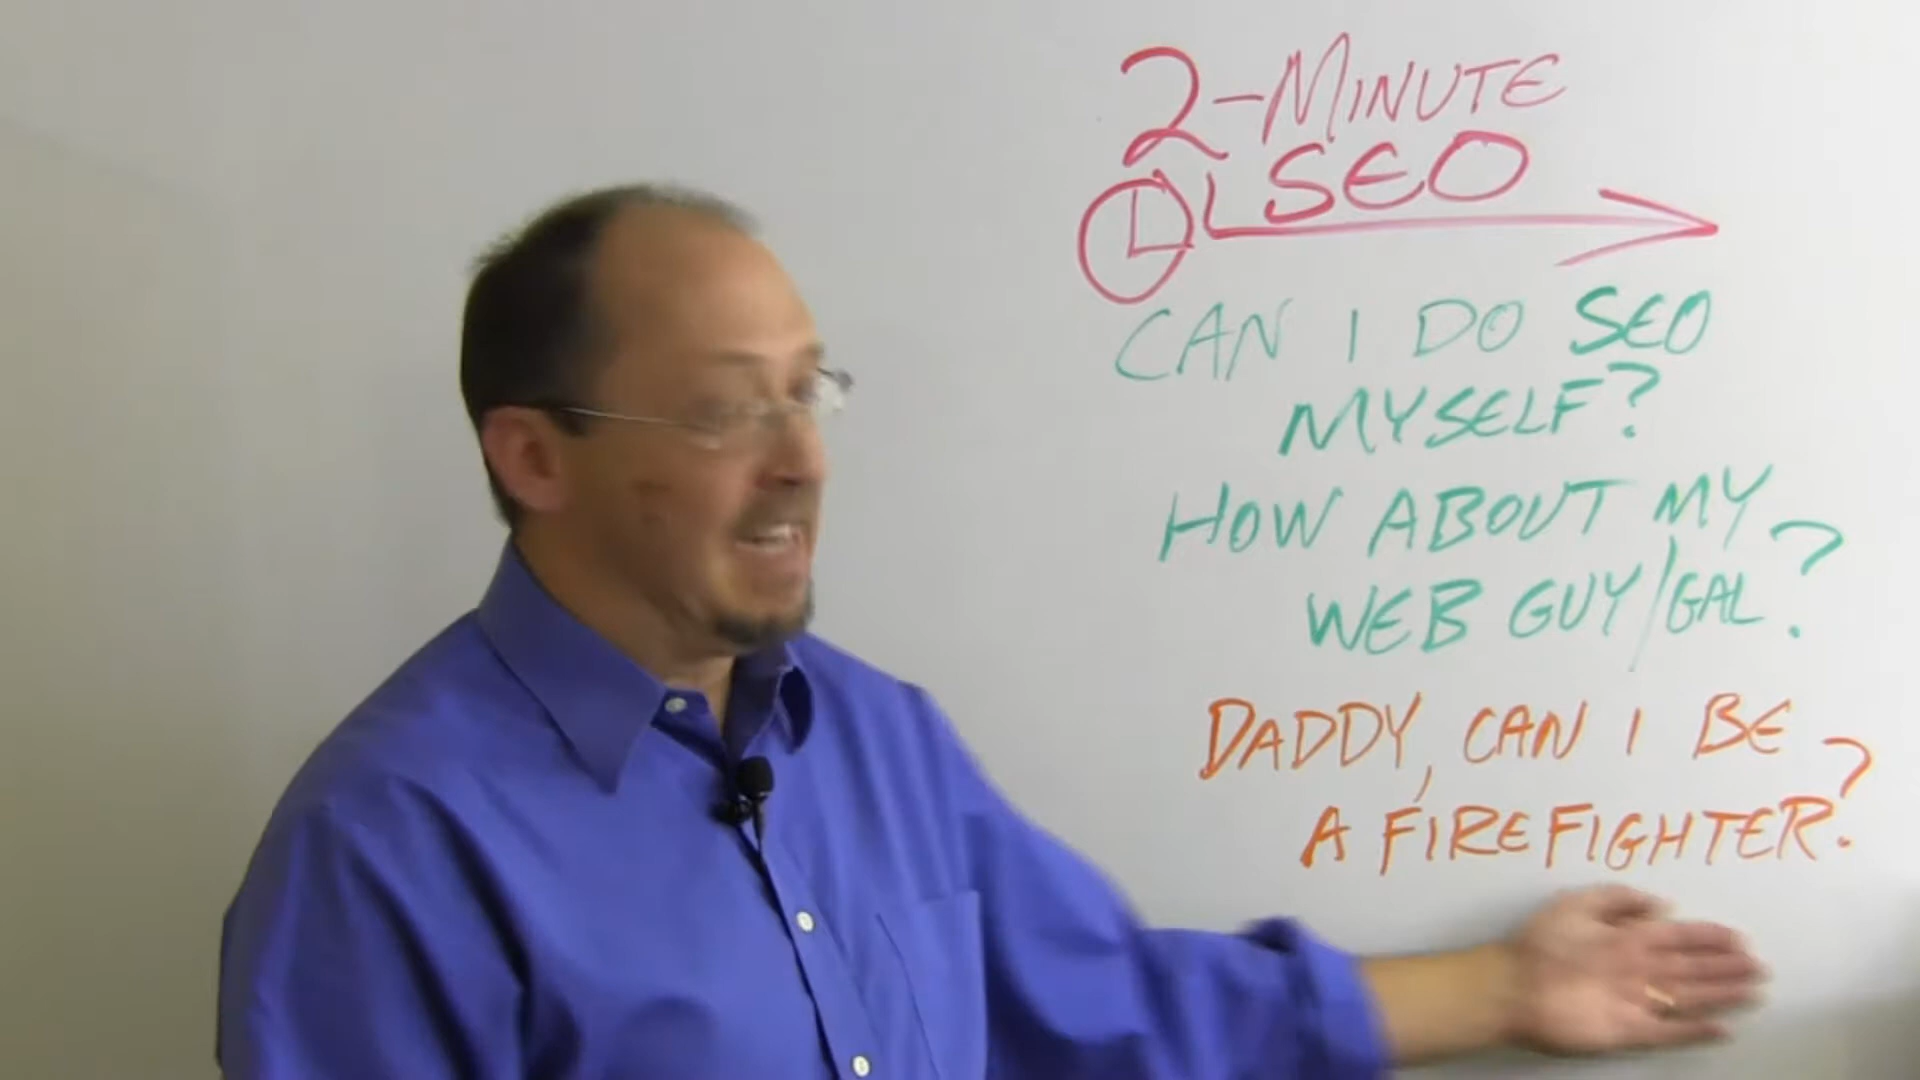 2-MINUTE
SEO
CAN I DO SEO
MYSELF?
HOW ABOUT MY
WEB GUY/GAL?
DADDY, CAN I BE
A FIREFIGHTER?